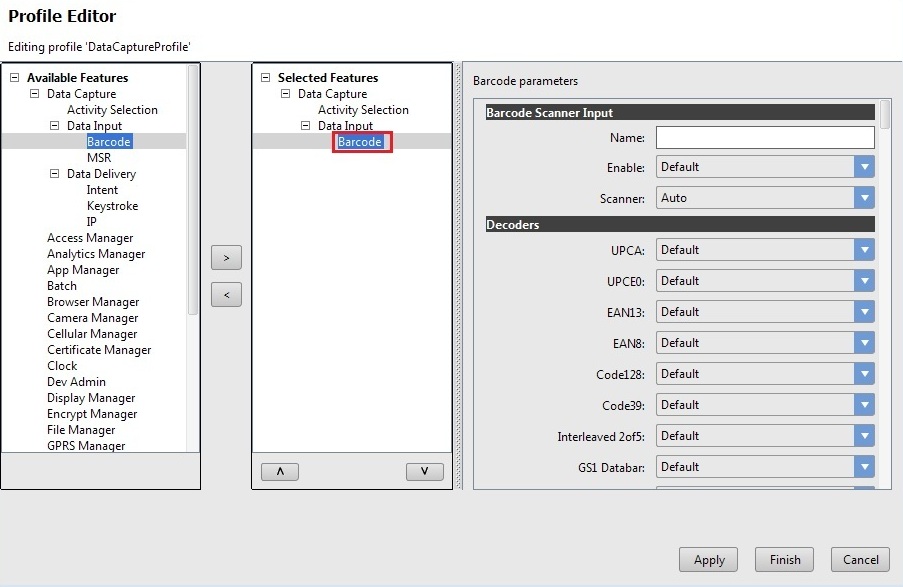 Profile Editor
Editing profile 'DataCaptureProfile'
Available Features
Data Capture
Activity Selection
Data Input
Barcode
MSR
Data Delivery
Intent
Keystroke
IP
Access Manager
Analytics Manager
App Manager
Batch
Browser Manager
Camera Manager
Cellular Manager
Certificate Manager
Clock
Dev Admin
Display Manager
Encrypt Manager
File Manager
GPRS Manager
>
<
Selected Features
Data Capture
Activity Selection
Data Input
Barcode
Λ
V
Barcode parameters
Barcode Scanner Input
Name:
Enable: Default
Scanner: Auto
Decoders
UPCA: Default
UPCE0: Default
EAN13: Default
EAN8: Default
Code128: Default
Code39: Default
Interleaved 2of5: Default
GS1 Databar: Default
Apply Finish Cancel